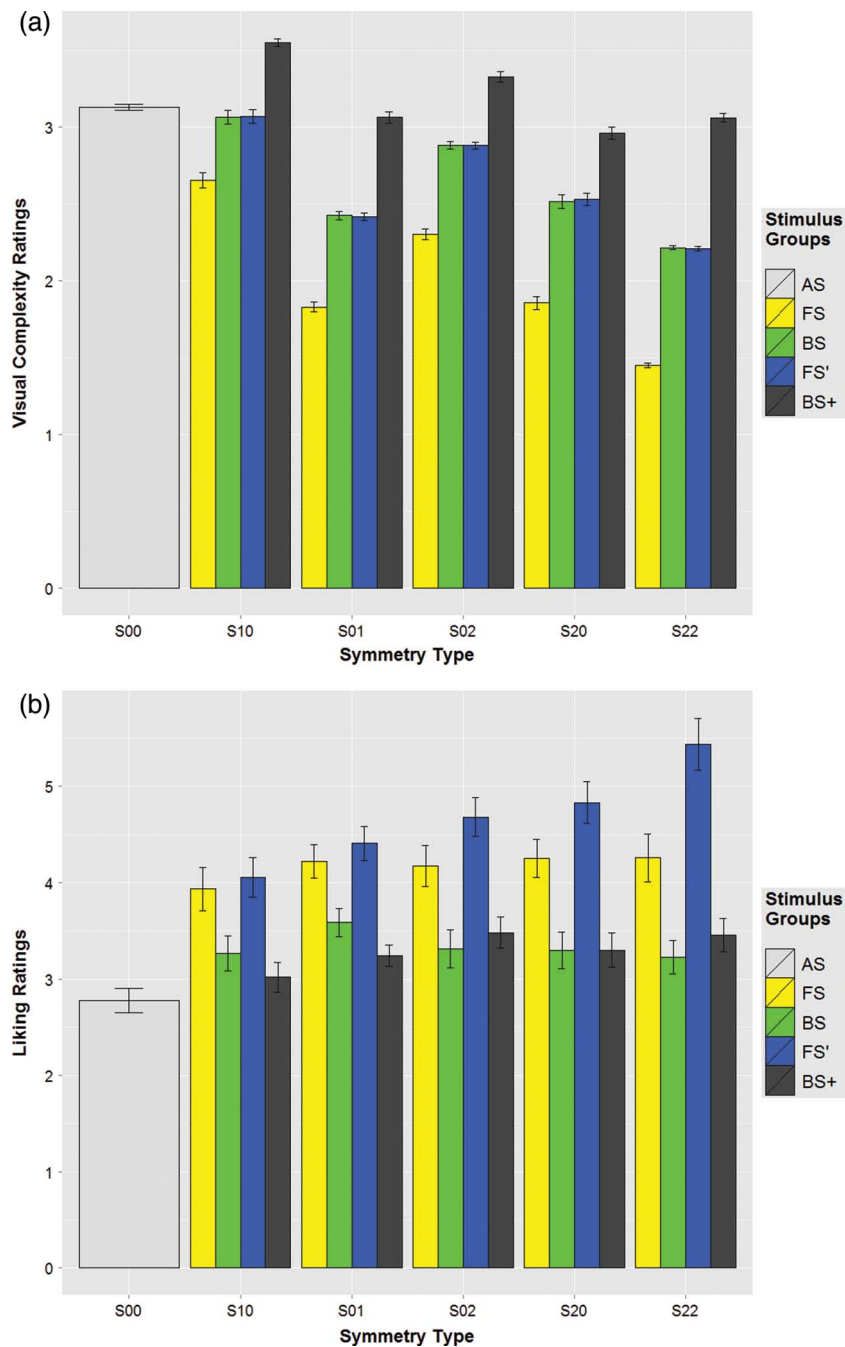 (a)
3
2
1
0
Visual Complexity Ratings
S00 S10 S01 S02 S20 S22
Symmetry Type
Stimulus
Groups
AS
FS
BS
FS'
BS+
(b)
5
4
3
2
1
0
Liking Ratings
S00 S10 S01 S02 S20 S22
Symmetry Type
Stimulus
Groups
AS
FS
BS
FS'
BS+